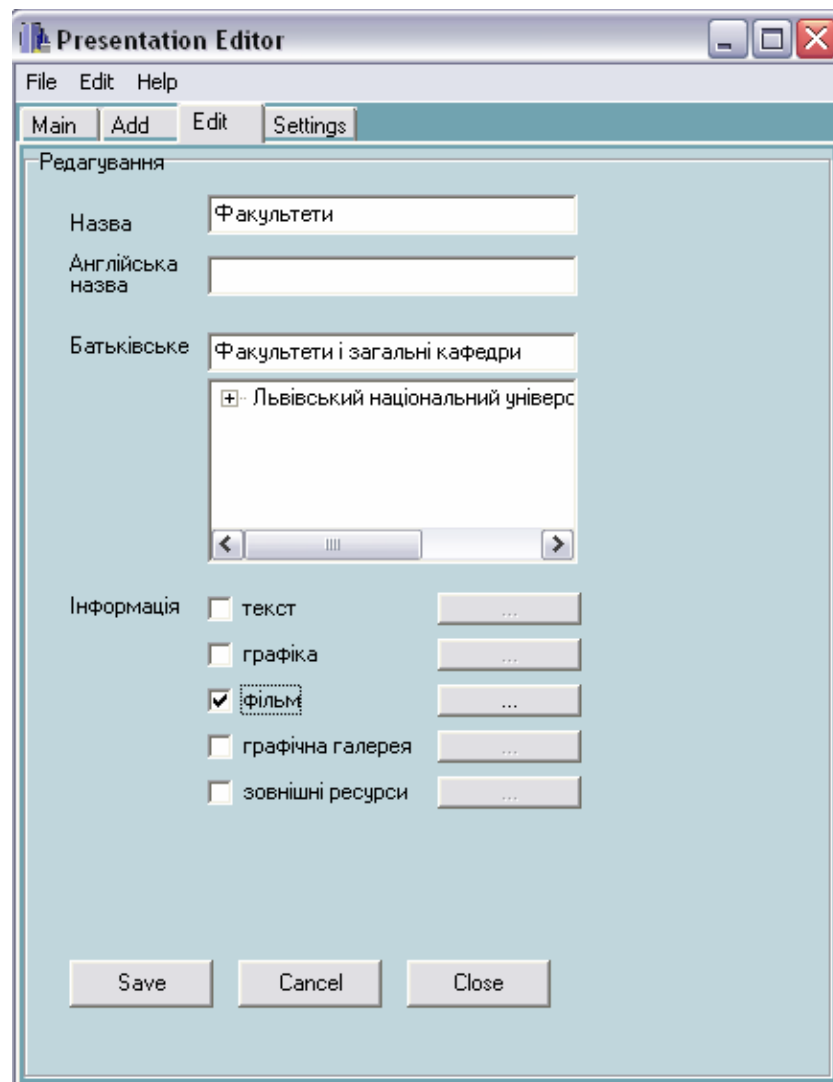 Presentation Editor
File Edit Help
Main Add Edit Settings
Редагування
Назва Факультети
Англійська
назва
Батьківське Факультети і загальні кафедри
Львівський національний універс
Інформація текст ...
графіка ...
фільм ...
графічна галерея ...
зовнішні ресурси ...
Save Cancel Close